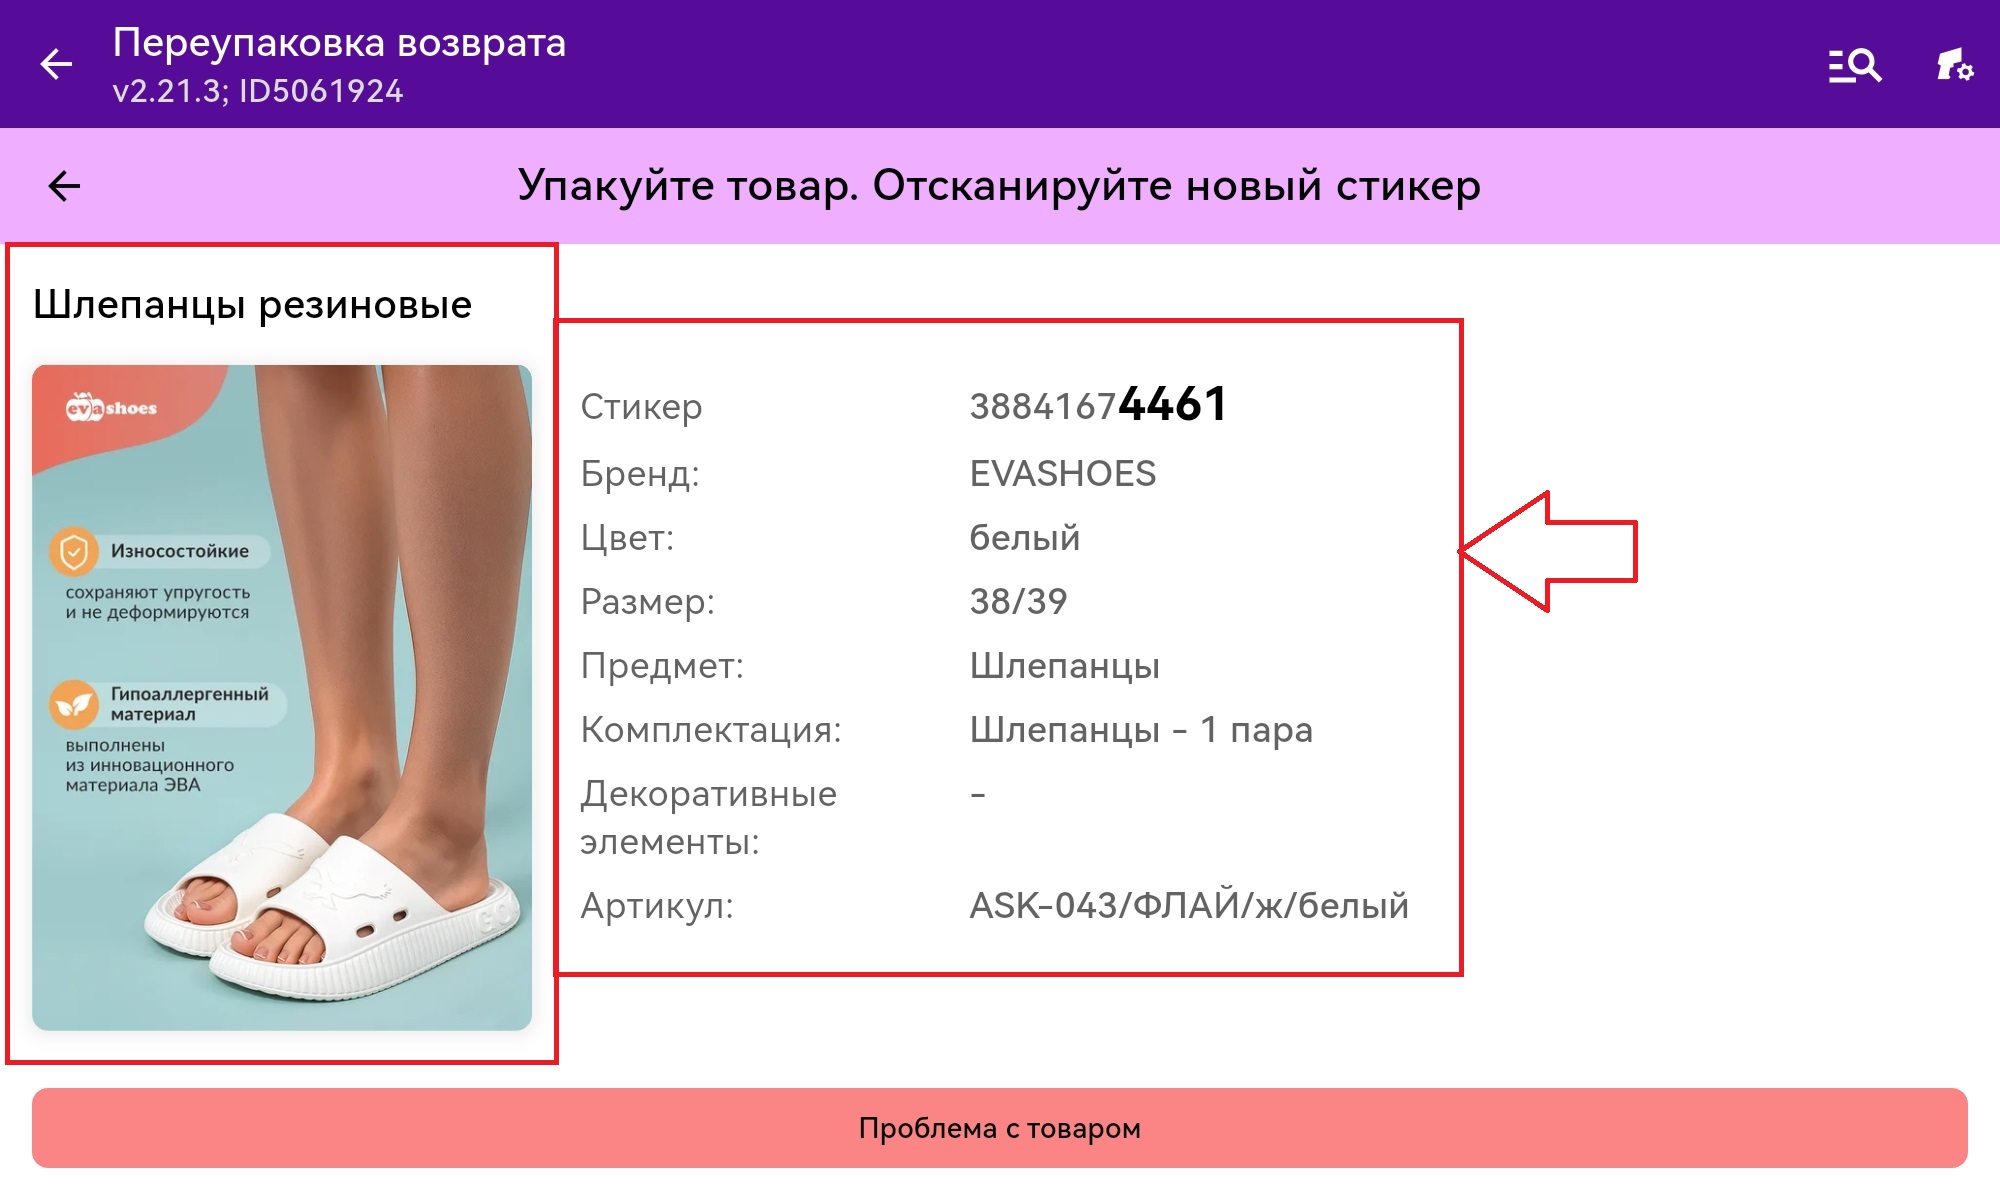 Переупаковка возврата
v2.21.3; ID5061924
Упакуйте товар. Отсканируйте новый стикер
Шлепанцы резиновые
evashoes
Износостойкие
сохраняют упругость
и не деформируются
Гипоаллергенный
материал
выполнены
из инновационного
материала ЭВА
Стикер 38841674461
Бренд: EVASHOES
Цвет: белый
Размер: 38/39
Предмет: Шлепанцы
Комплектация: Шлепанцы - 1 пара
Декоративные -
элементы:
Артикул: ASK-043/ФЛАЙ/ж/белый
Проблема с товаром